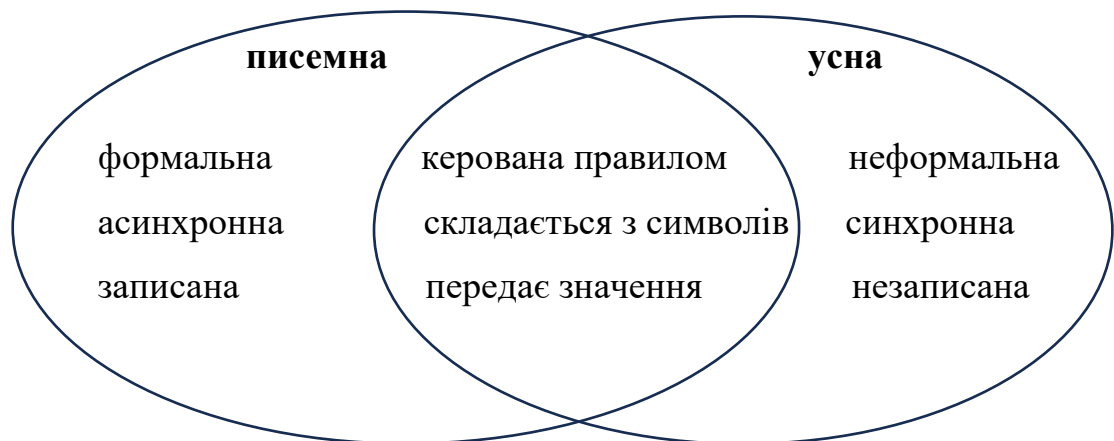 писемна усна
формальна керована правилом неформальна
асинхронна складається з символів синхронна
записана передає значення незаписана